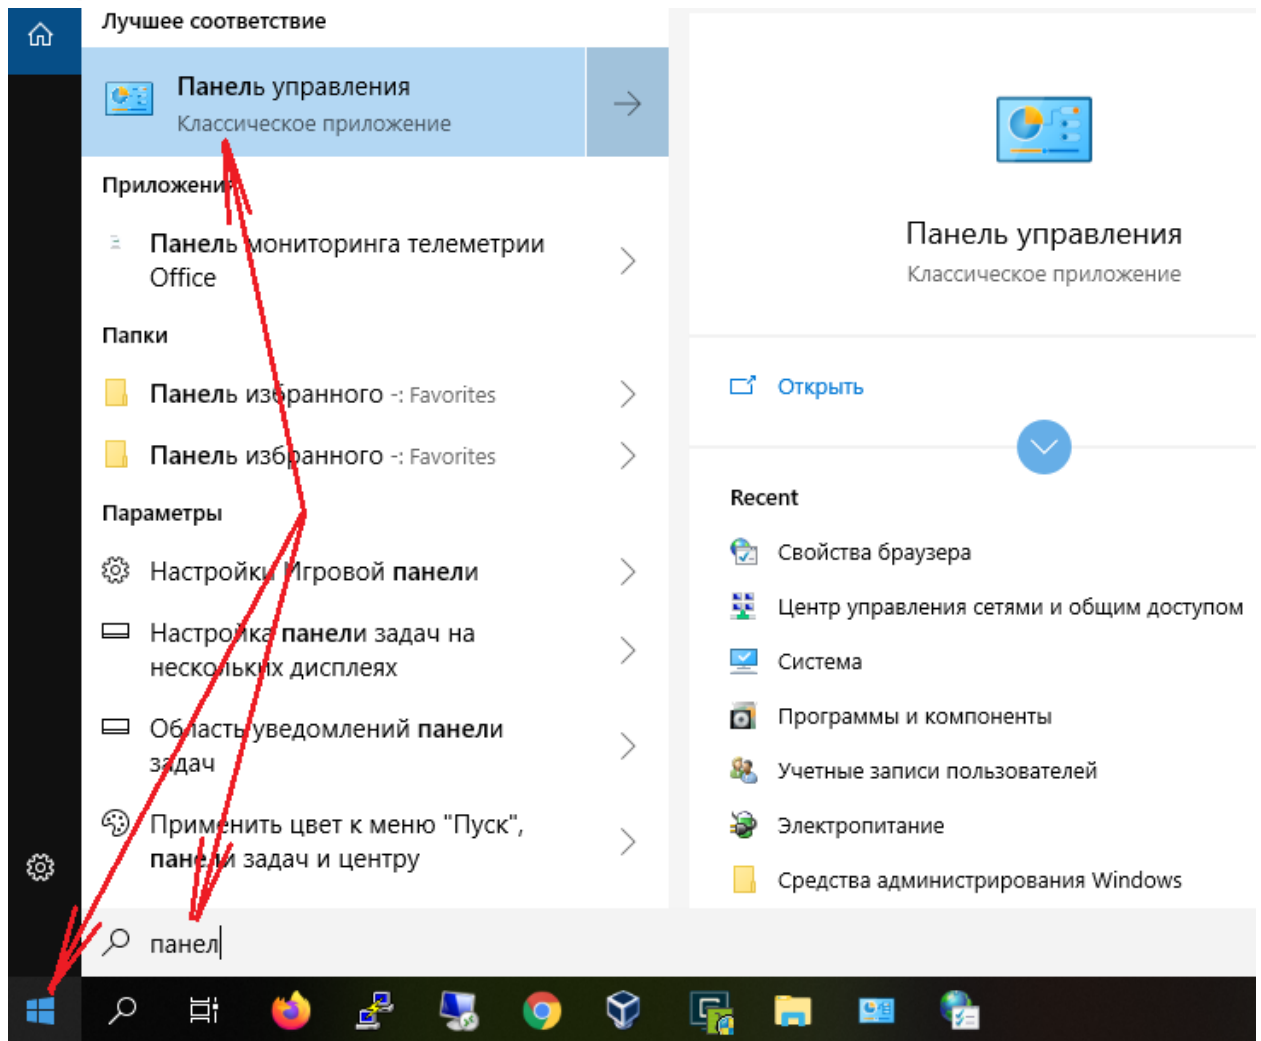 Лучшее соответствие
Панель управления
Классическое приложение
Приложения
Панель мониторинга телеметрии
Office
Папки
Панель избранного -: Favorites
Панель избранного -: Favorites
Параметры
Настройки Игровой панели
Настройка панели задач на
нескольких дисплеях
Область уведомлений панели
задач
Применить цвет к меню "Пуск",
панели задач и центру
панел
Панель управления
Классическое приложение
Открыть
Recent
Свойства браузера
Центр управления сетями и общим доступом
Система
Программы и компоненты
Учетные записи пользователей
Электропитание
Средства администрирования Windows